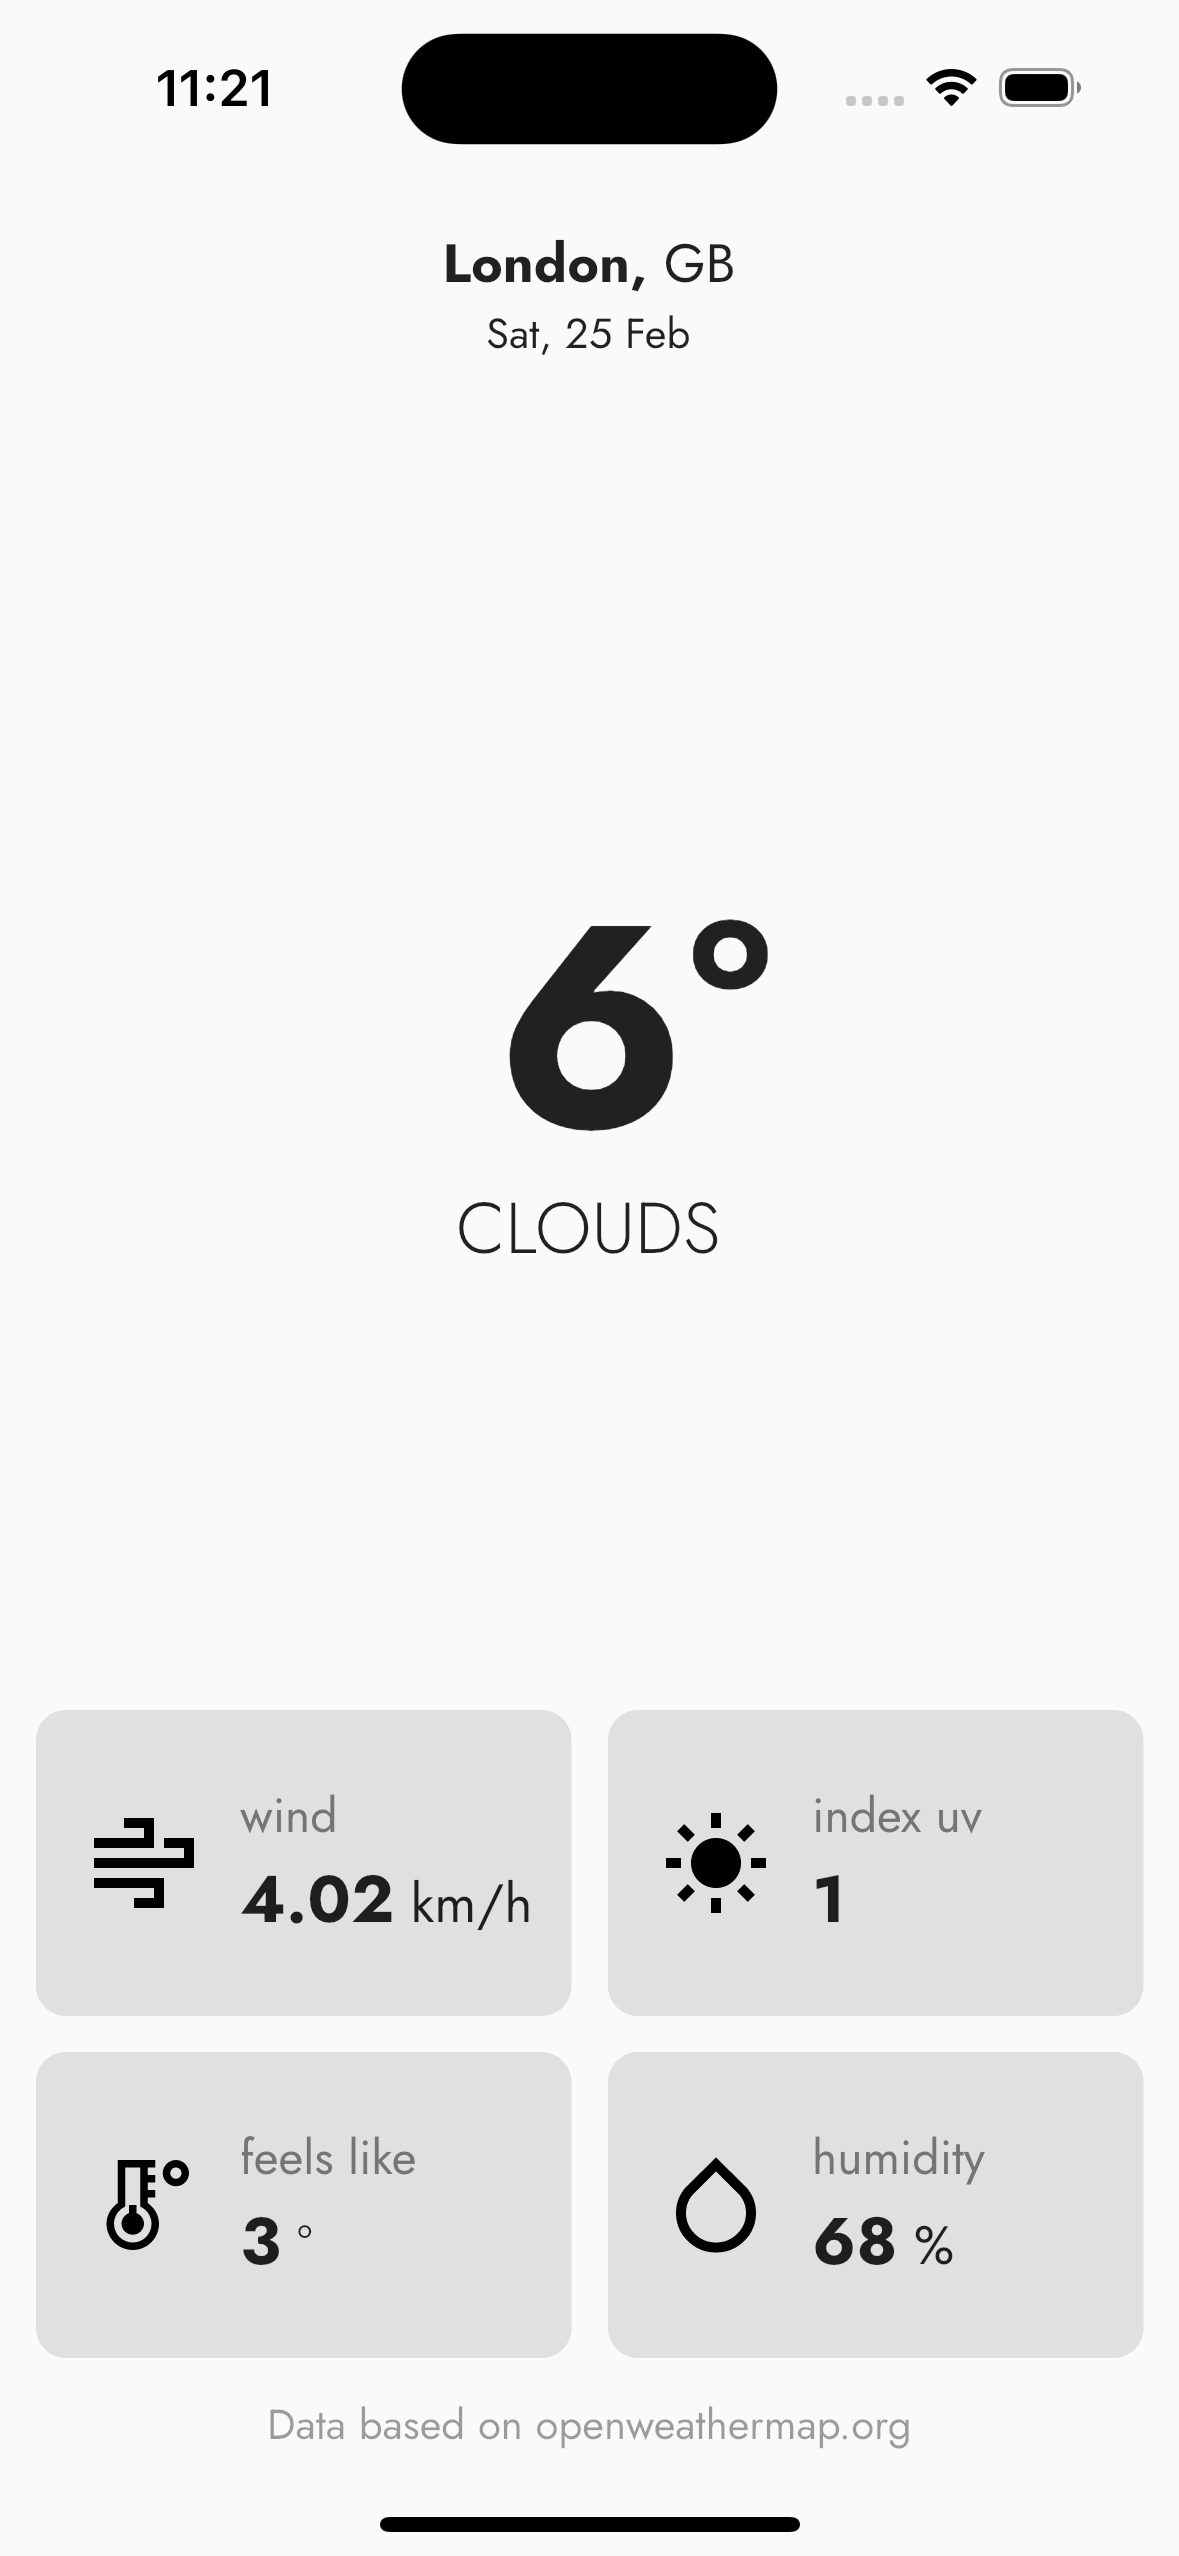 11:21
London, GB
Sat, 25 Feb
6°
CLOUDS
wind
4.02 km/h
index uv
1
feels like
3 °
humidity
68 %
Data based on openweathermap.org